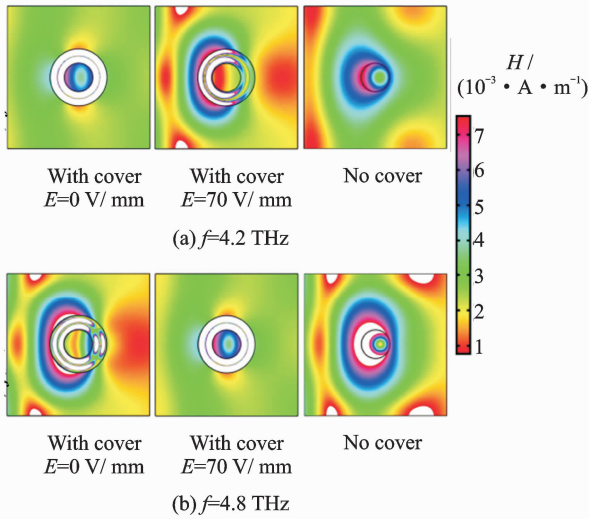 H /
(10⁻³ • A • m⁻¹)
7
6
5
4
3
2
1
With cover
E=0 V/ mm
With cover
E=70 V/ mm
No cover
(a) f=4.2 THz
With cover
E=0 V/ mm
With cover
E=70 V/ mm
No cover
(b) f=4.8 THz